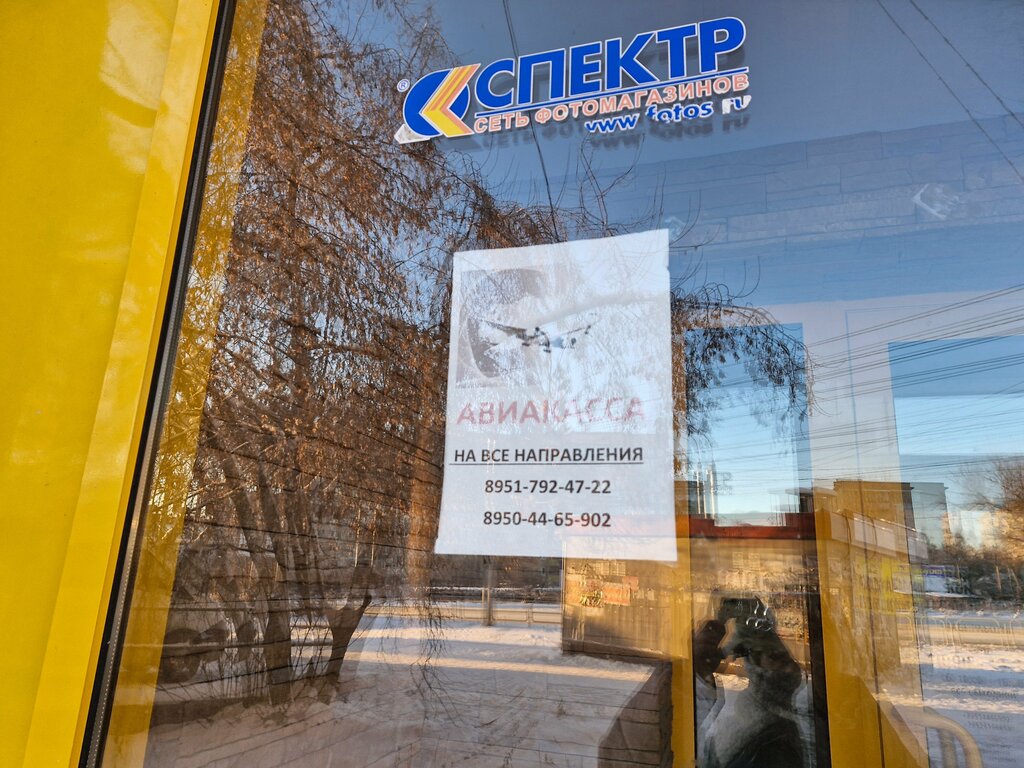 ®
СПЕКТР
СЕТЬ ФОТОМАГАЗИНОВ
www fotos ru
АВИАКАССА
НА ВСЕ НАПРАВЛЕНИЯ
8951-792-47-22
8950-44-65-902